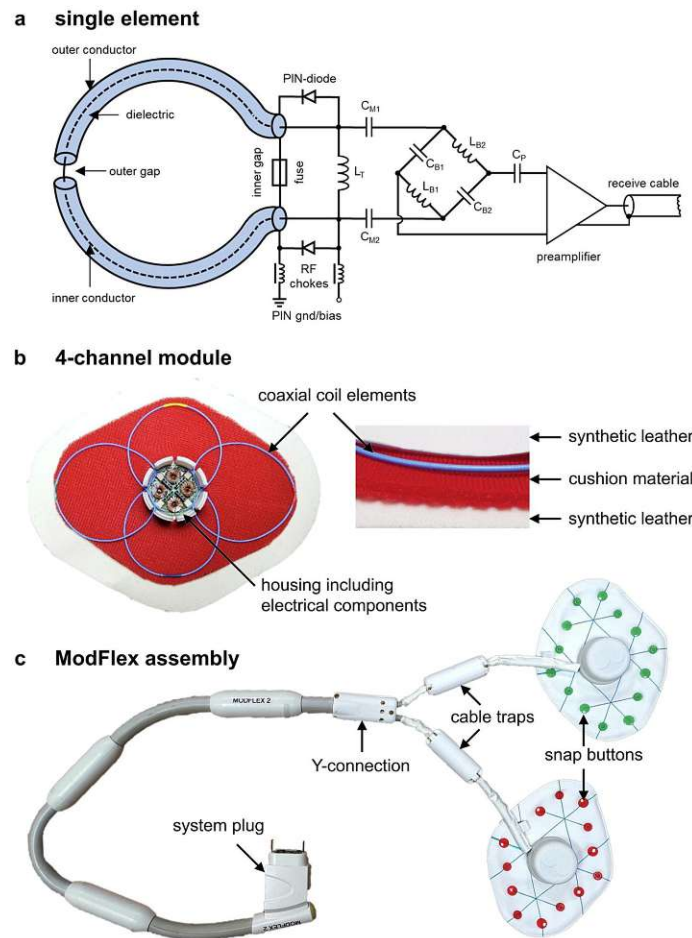 a single element
outer conductor
dielectric
outer gap
inner conductor
PIN-diode
inner gap
fuse
L_T
RF
chokes
PIN gnd/bias
C_M1
C_M2
C_B1
L_B2
L_B1
C_B2
C_P
preamplifier
receive cable
b 4-channel module
coaxial coil elements
housing including
electrical components
synthetic leather
cushion material
synthetic leather
c ModFlex assembly
MODFLEX 2
Y-connection
cable traps
snap buttons
system plug
MODFLEX 2